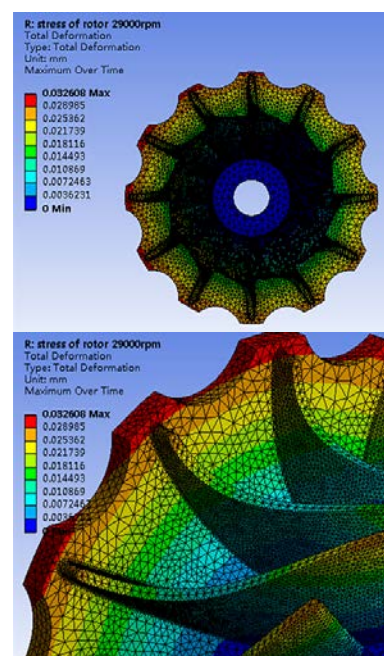 R: stress of rotor 29000rpm
Total Deformation
Type: Total Deformation
Unit: mm
Maximum Over Time
0.032608 Max
0.028985
0.025362
0.021739
0.018116
0.014493
0.010869
0.0072463
0.0036231
0 Min
R: stress of rotor 29000rpm
Total Deformation
Type: Total Deformation
Unit: mm
Maximum Over Time
0.032608 Max
0.028985
0.025362
0.021739
0.018116
0.014493
0.010869
0.0072463